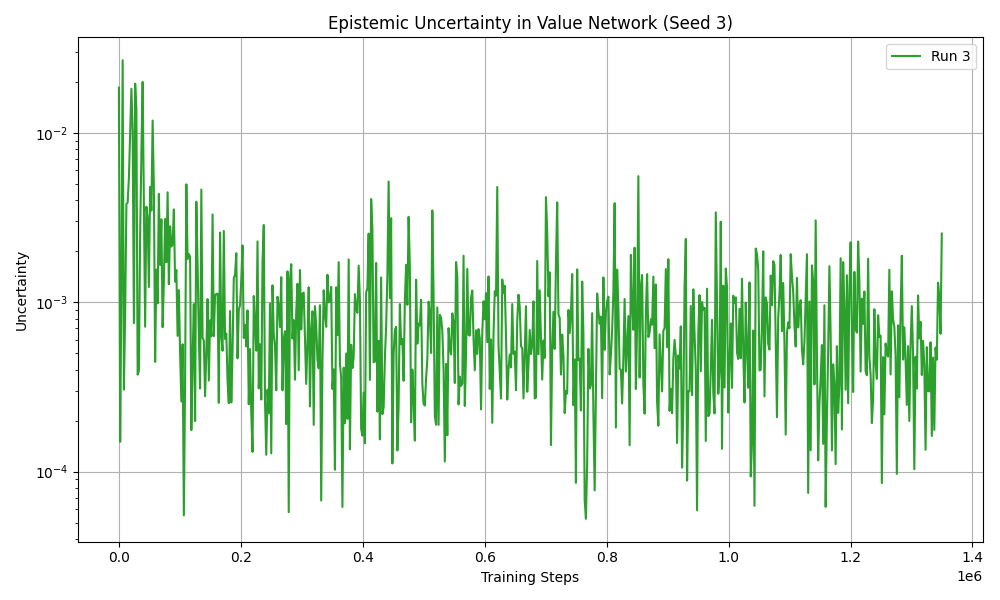 Epistemic Uncertainty in Value Network (Seed 3)
Run 3
Uncertainty
10⁻²
10⁻³
10⁻⁴
0.0 0.2 0.4 0.6 0.8 1.0 1.2 1.4
1e6
Training Steps